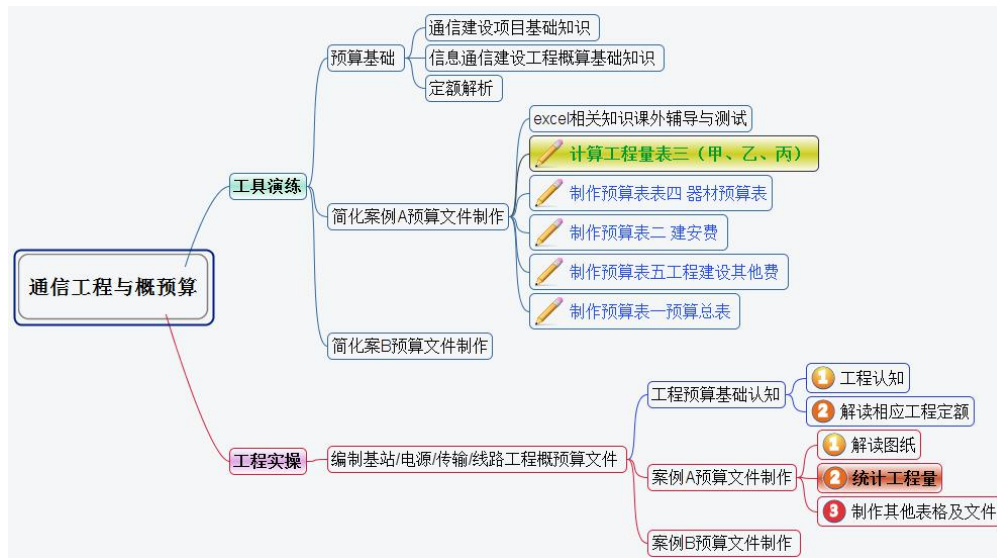 通信工程与概预算
工具演练
预算基础
通信建设项目基础知识
信息通信建设工程概算基础知识
定额解析
简化案例A预算文件制作
excel相关知识课外辅导与测试
计算工程量表三（甲、乙、丙）
制作预算表表四 器材预算表
制作预算表二 建安费
制作预算表五工程建设其他费
制作预算表一预算总表
简化案B预算文件制作
工程实操
编制基站/电源/传输/线路工程概预算文件
工程预算基础认知
1 工程认知
2 解读相应工程定额
案例A预算文件制作
1 解读图纸
2 统计工程量
3 制作其他表格及文件
案例B预算文件制作